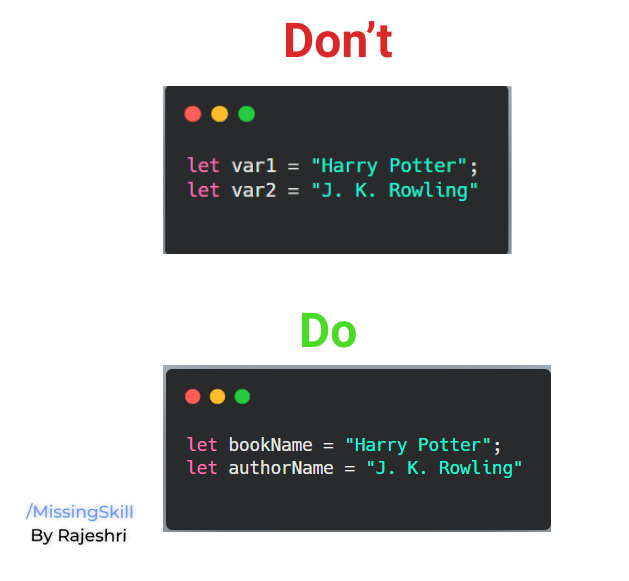 Don’t
let var1 = "Harry Potter";
let var2 = "J. K. Rowling"
Do
let bookName = "Harry Potter";
let authorName = "J. K. Rowling"
/MissingSkill
By Rajeshri